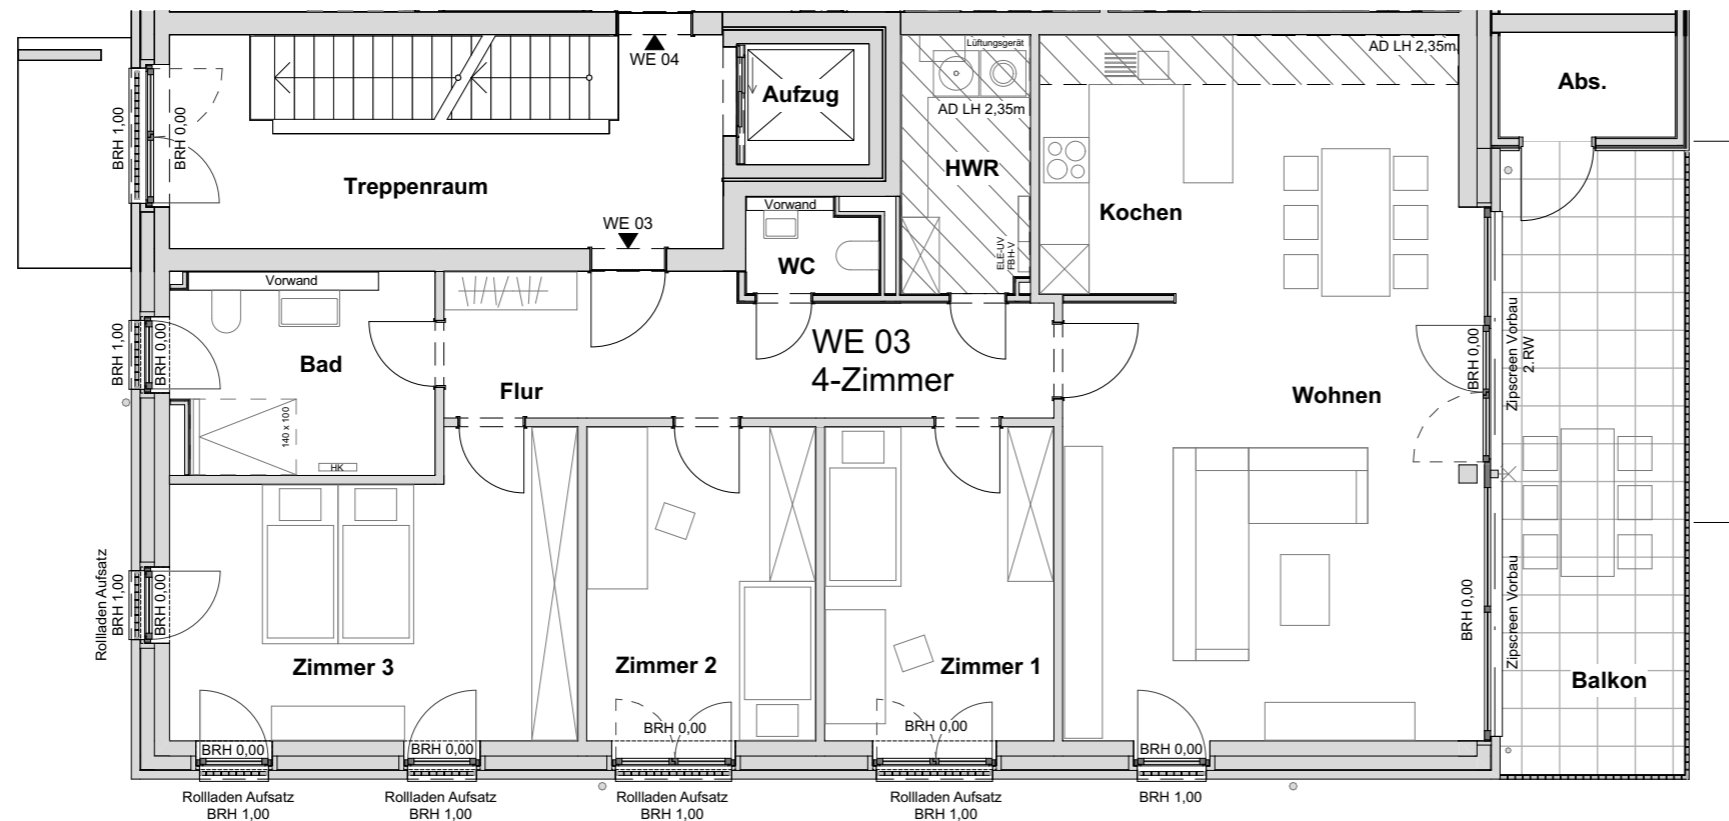 WE 04
Lüftungsgerät
AD LH 2,35m
Aufzug
Abs.
AD LH 2,35m
BRH 1,00
BRH 0,00
Treppenraum
HWR
Kochen
WE 03
Vorwand
WC
ELE-UV
FBH-V
Vorwand
Bad
BRH 1,00
BRH 0,00
140 x 100
HK
Flur
WE 03
4-Zimmer
Wohnen
BRH 0,00
Zipscreen Vorbau
2.RW
Rollladen Aufsatz
BRH 1,00
BRH 0,00
BRH 0,00
Zipscreen Vorbau
Zimmer 3
Zimmer 2
Zimmer 1
Balkon
BRH 0,00
BRH 0,00
BRH 0,00
BRH 0,00
BRH 0,00
Rollladen Aufsatz
BRH 1,00
Rollladen Aufsatz
BRH 1,00
Rollladen Aufsatz
BRH 1,00
Rollladen Aufsatz
BRH 1,00
BRH 1,00